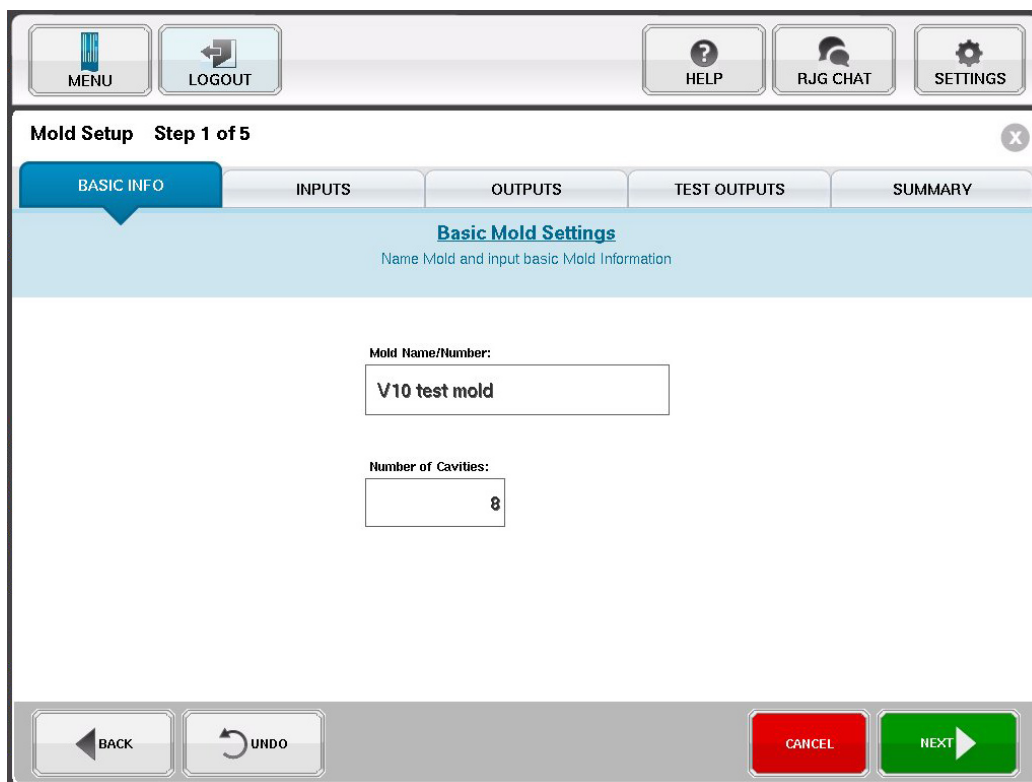 MENU
LOGOUT
HELP
RJG CHAT
SETTINGS
Mold Setup Step 1 of 5
BASIC INFO
INPUTS
OUTPUTS
TEST OUTPUTS
SUMMARY
Basic Mold Settings
Name Mold and input basic Mold Information
Mold Name/Number:
V10 test mold
Number of Cavities:
8
BACK
UNDO
CANCEL
NEXT